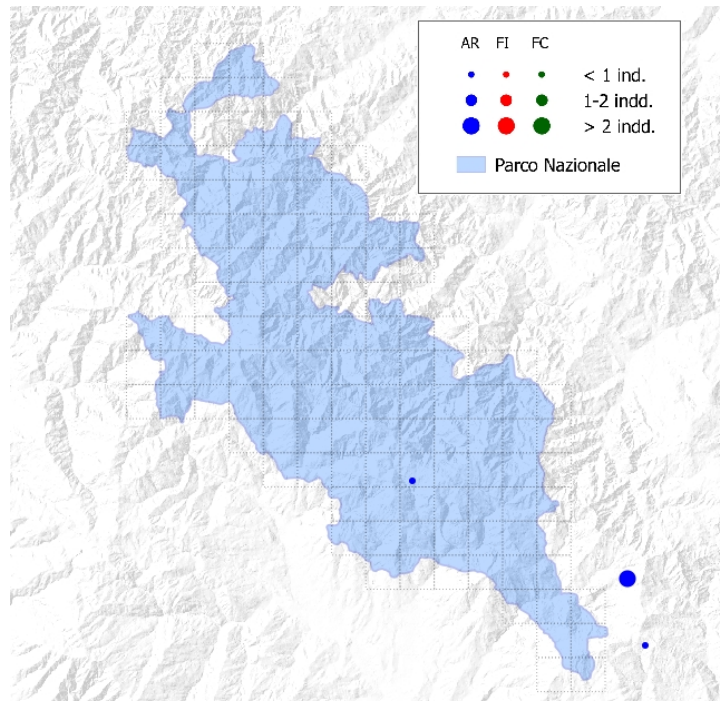 AR FI FC
< 1 ind.
1-2 indd.
> 2 indd.
Parco Nazionale